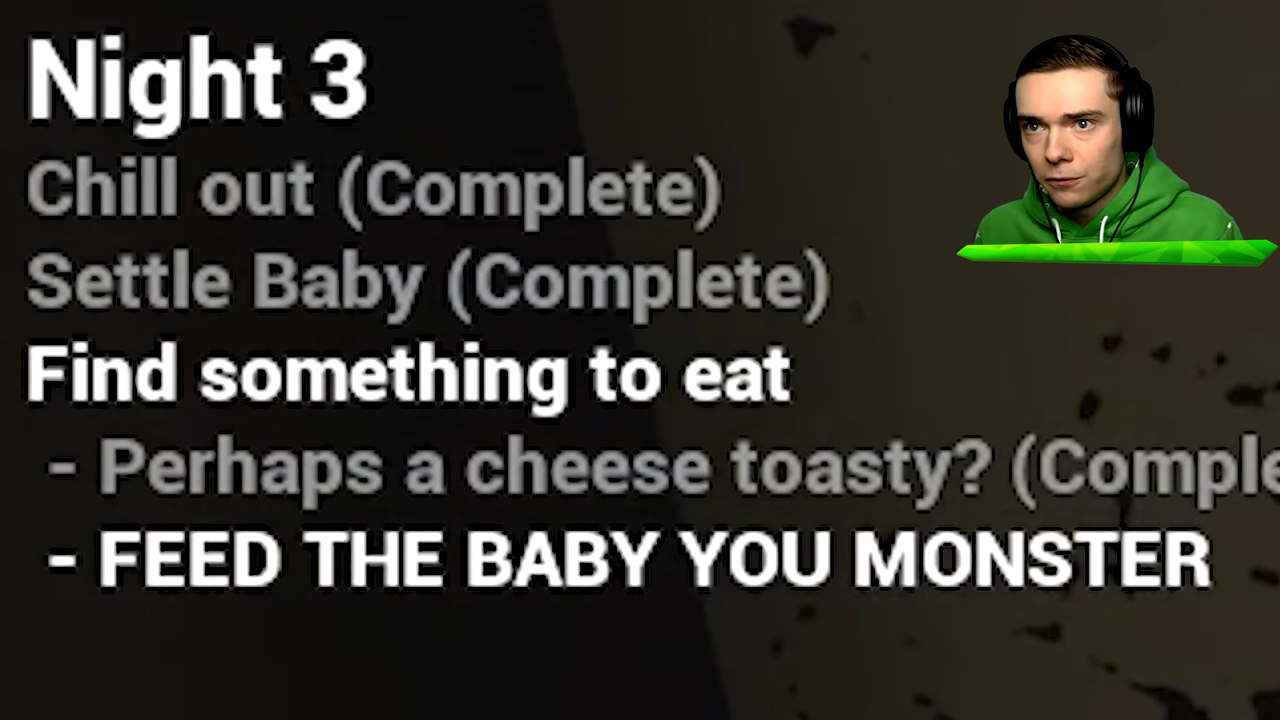 Night 3
Chill out (Complete)
Settle Baby (Complete)
Find something to eat
- Perhaps a cheese toasty? (Comple
- FEED THE BABY YOU MONSTER